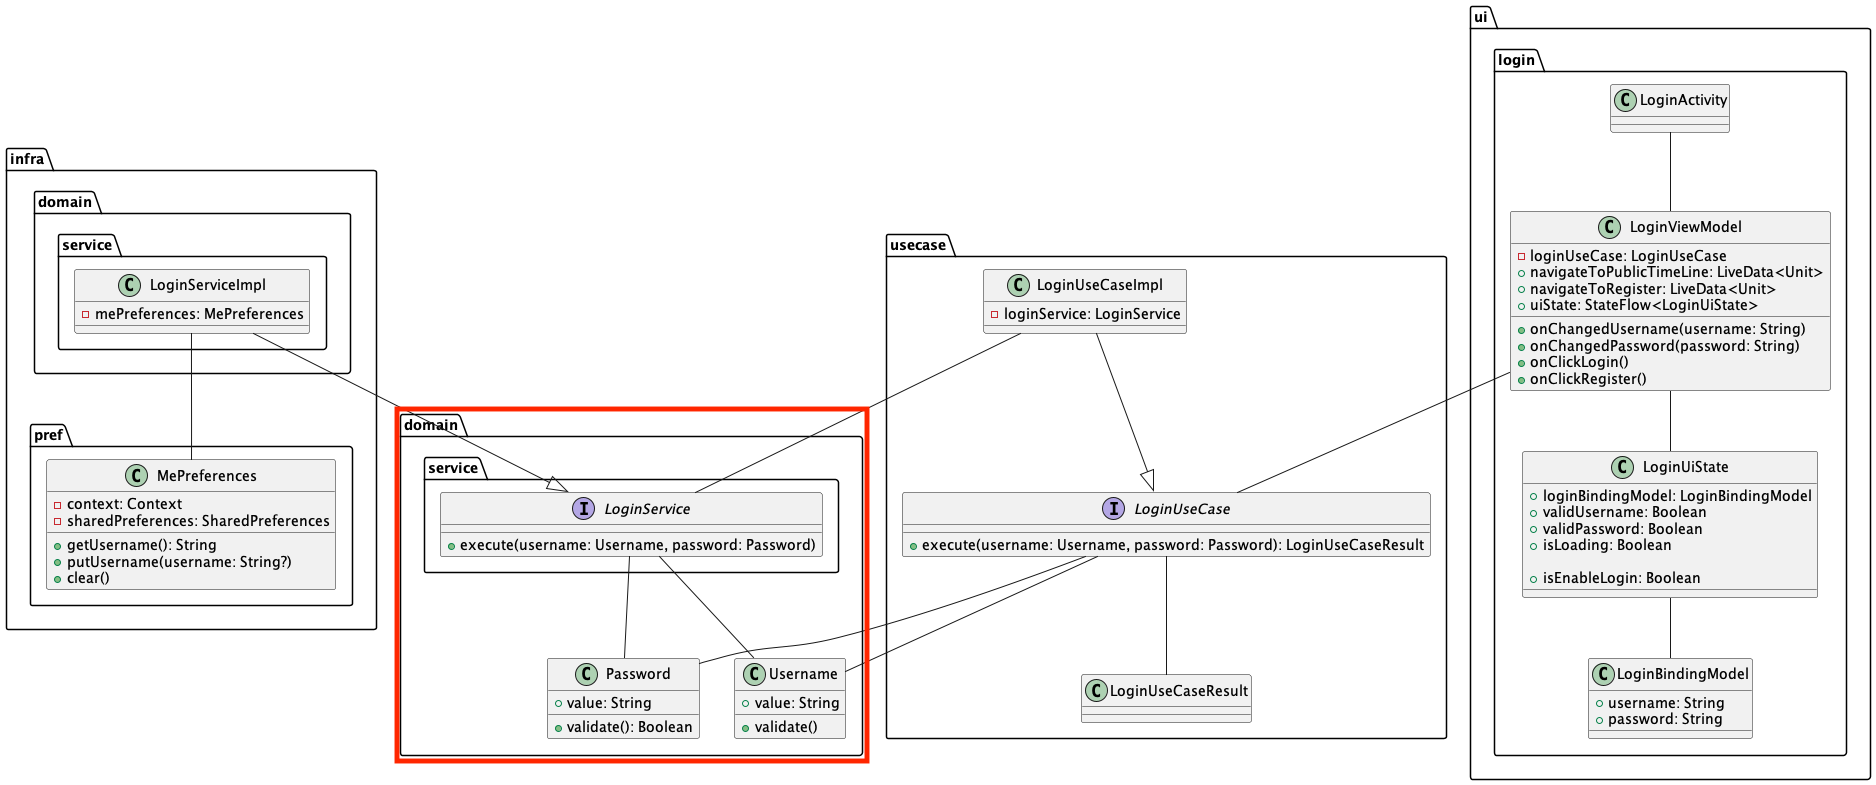 infra
domain
service
C LoginServiceImpl
mePreferences: MePreferences
pref
C MePreferences
context: Context
sharedPreferences: SharedPreferences
getUsername(): String
putUsername(username: String?)
clear()
domain
service
I LoginService
execute(username: Username, password: Password)
C Password
value: String
validate(): Boolean
C Username
value: String
validate()
usecase
C LoginUseCaseImpl
loginService: LoginService
I LoginUseCase
execute(username: Username, password: Password): LoginUseCaseResult
C LoginUseCaseResult
ui
login
C LoginActivity
C LoginViewModel
loginUseCase: LoginUseCase
navigateToPublicTimeLine: LiveData<Unit>
navigateToRegister: LiveData<Unit>
uiState: StateFlow<LoginUiState>
onChangedUsername(username: String)
onChangedPassword(password: String)
onClickLogin()
onClickRegister()
C LoginUiState
loginBindingModel: LoginBindingModel
validUsername: Boolean
validPassword: Boolean
isLoading: Boolean
isEnableLogin: Boolean
C LoginBindingModel
username: String
password: String